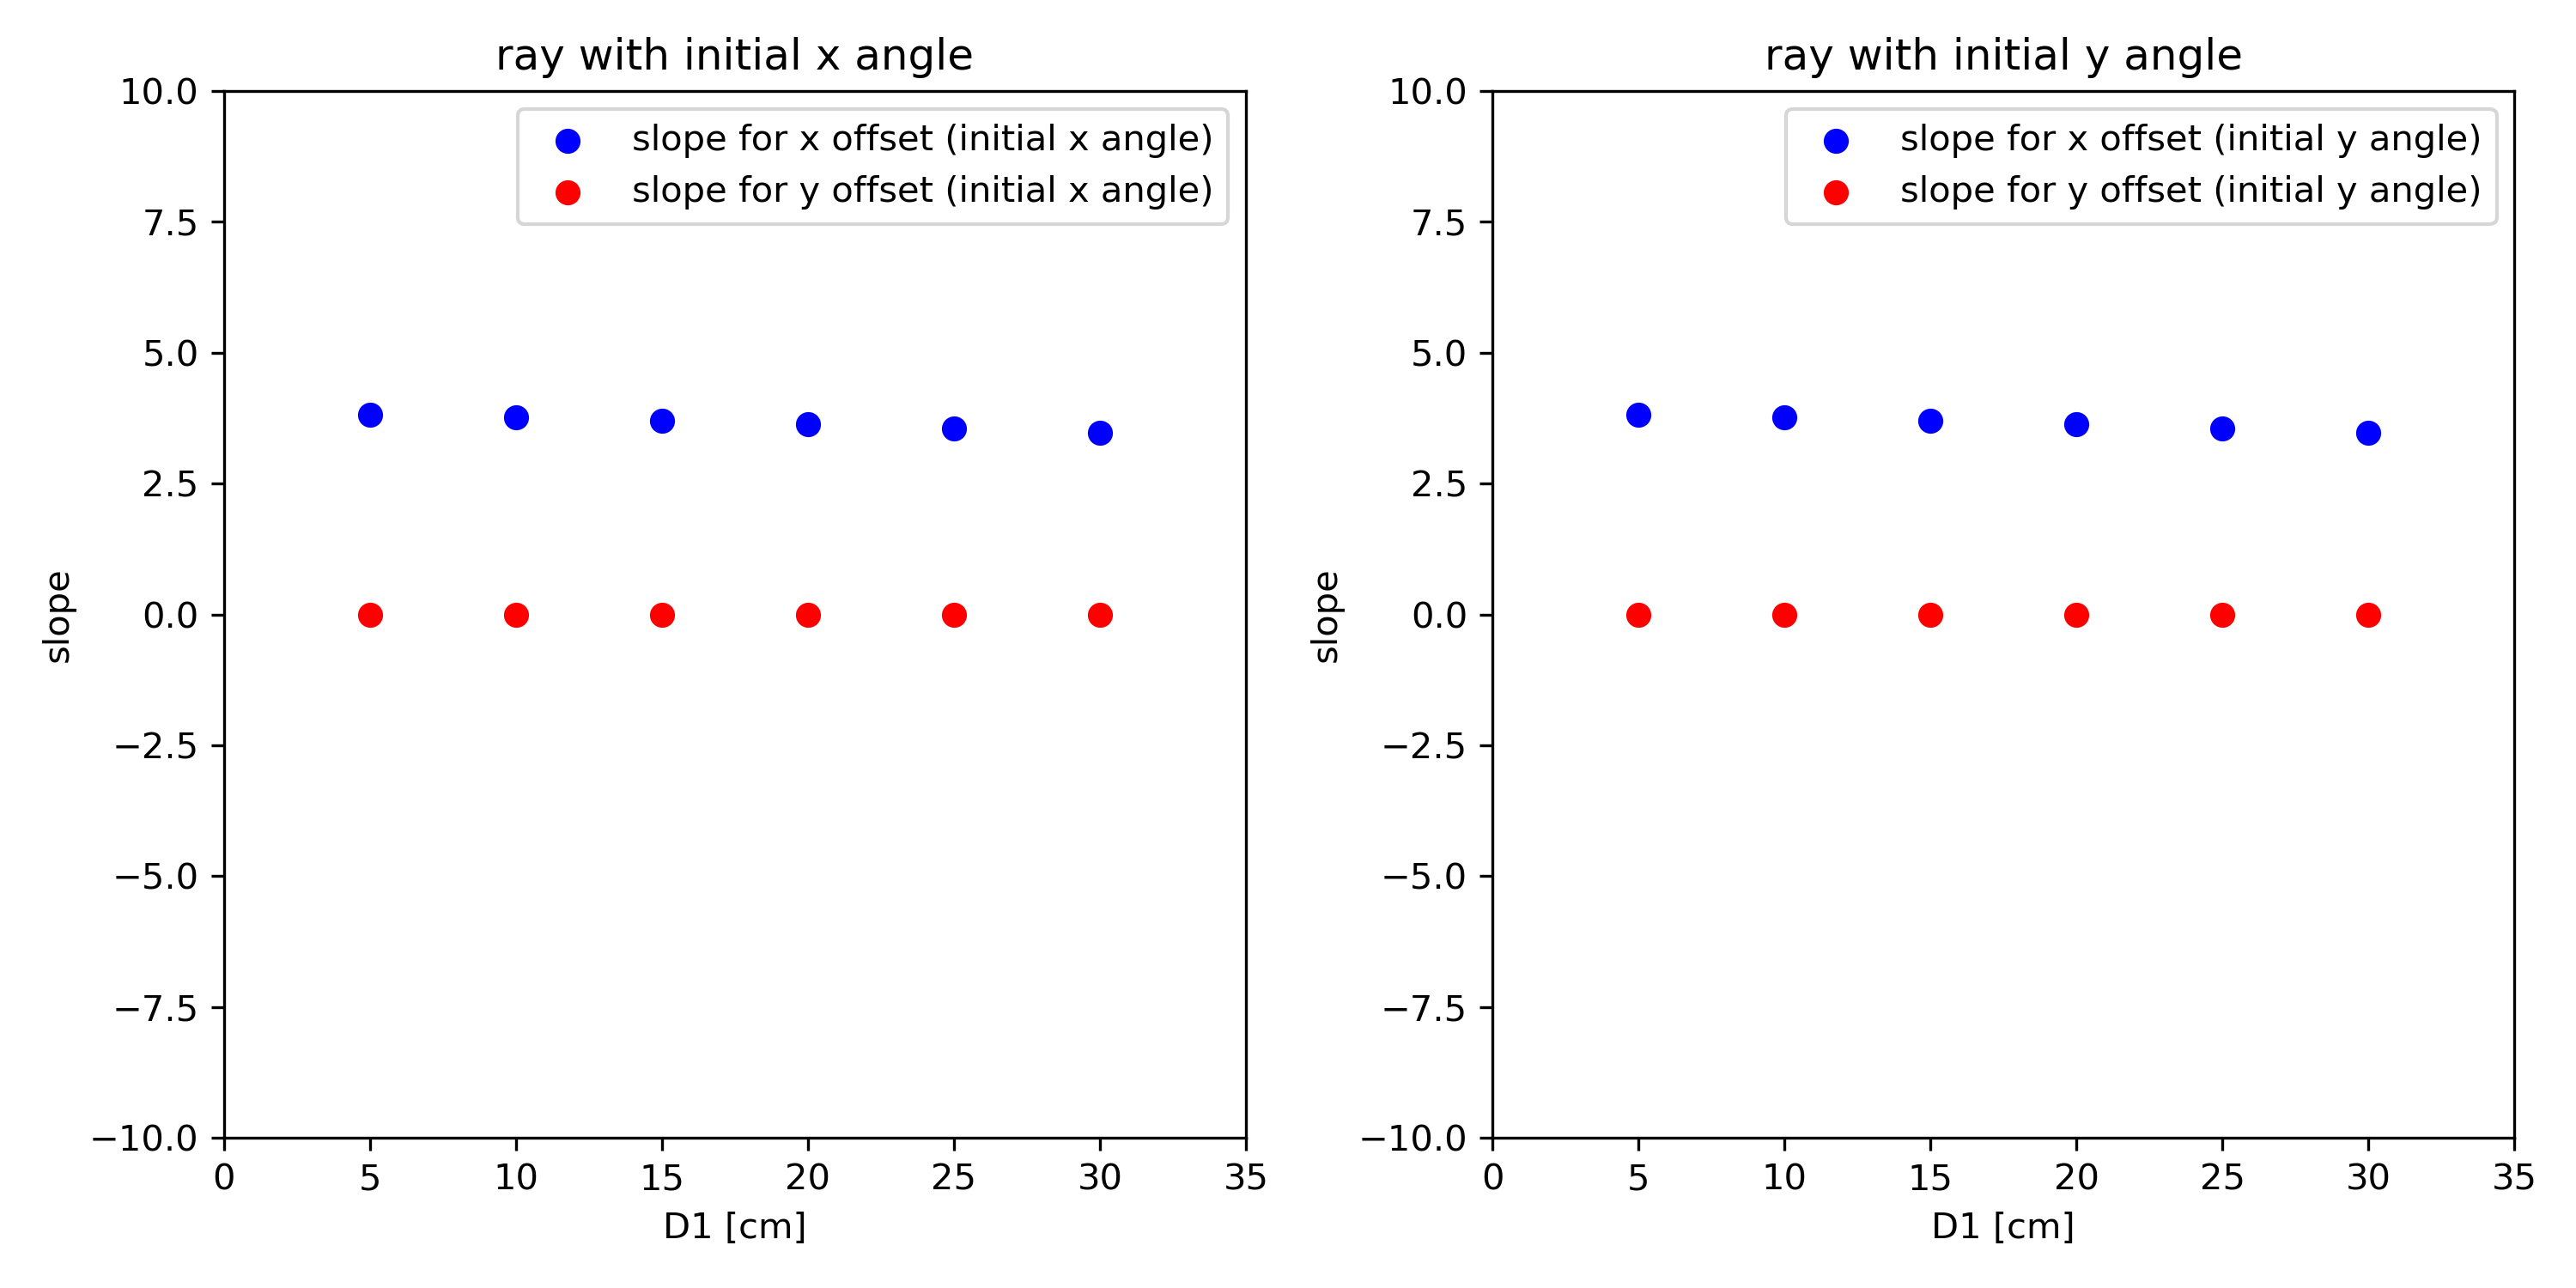 ray with initial x angle
slope for x offset (initial x angle)
slope for y offset (initial x angle)
10.0
7.5
5.0
2.5
0.0
−2.5
−5.0
−7.5
−10.0
slope
0 5 10 15 20 25 30 35
D1 [cm]
ray with initial y angle
slope for x offset (initial y angle)
slope for y offset (initial y angle)
10.0
7.5
5.0
2.5
0.0
−2.5
−5.0
−7.5
−10.0
slope
0 5 10 15 20 25 30 35
D1 [cm]